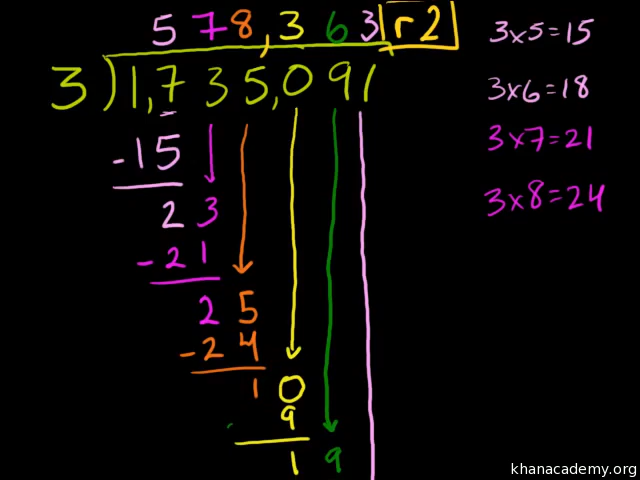 578,363 r2
3)1,735,091
-15
23
-21
25
-24
10
9
19
3x5=15
3x6=18
3x7=21
3x8=24
khanacademy.org